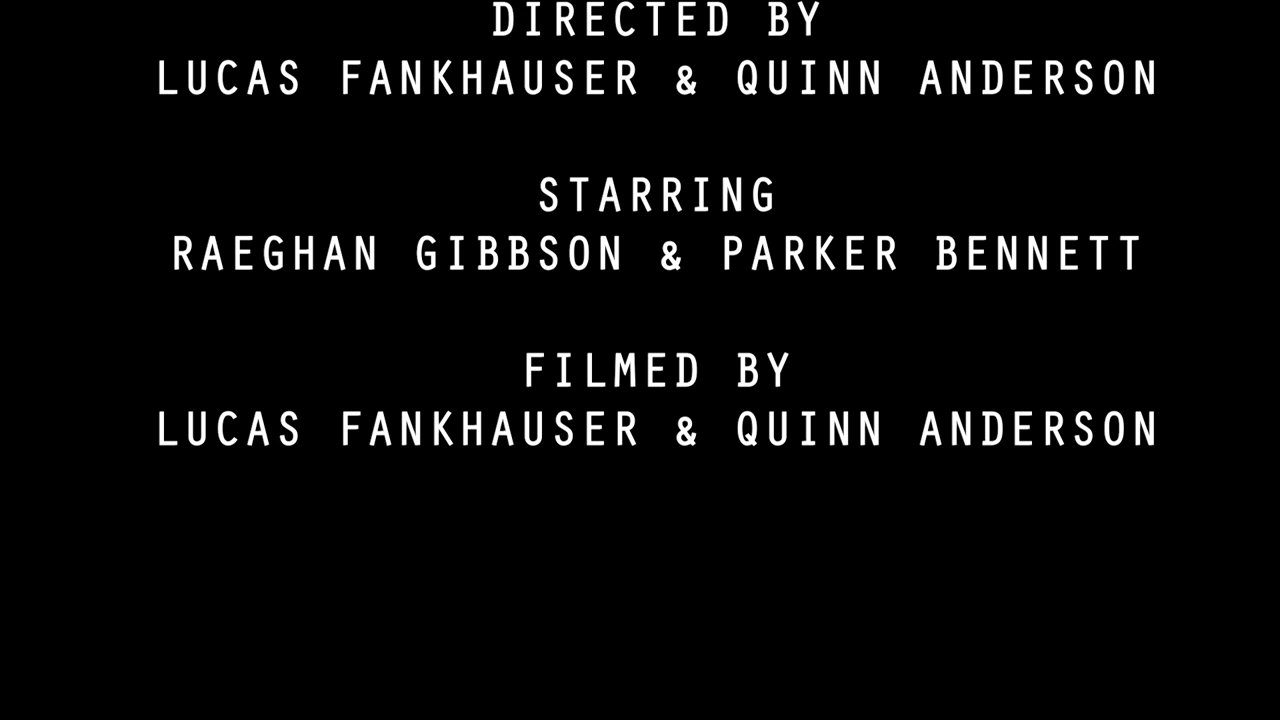 DIRECTED BY
LUCAS FANKHAUSER & QUINN ANDERSON
STARRING
RAEGHAN GIBBSON & PARKER BENNETT
FILMED BY
LUCAS FANKHAUSER & QUINN ANDERSON